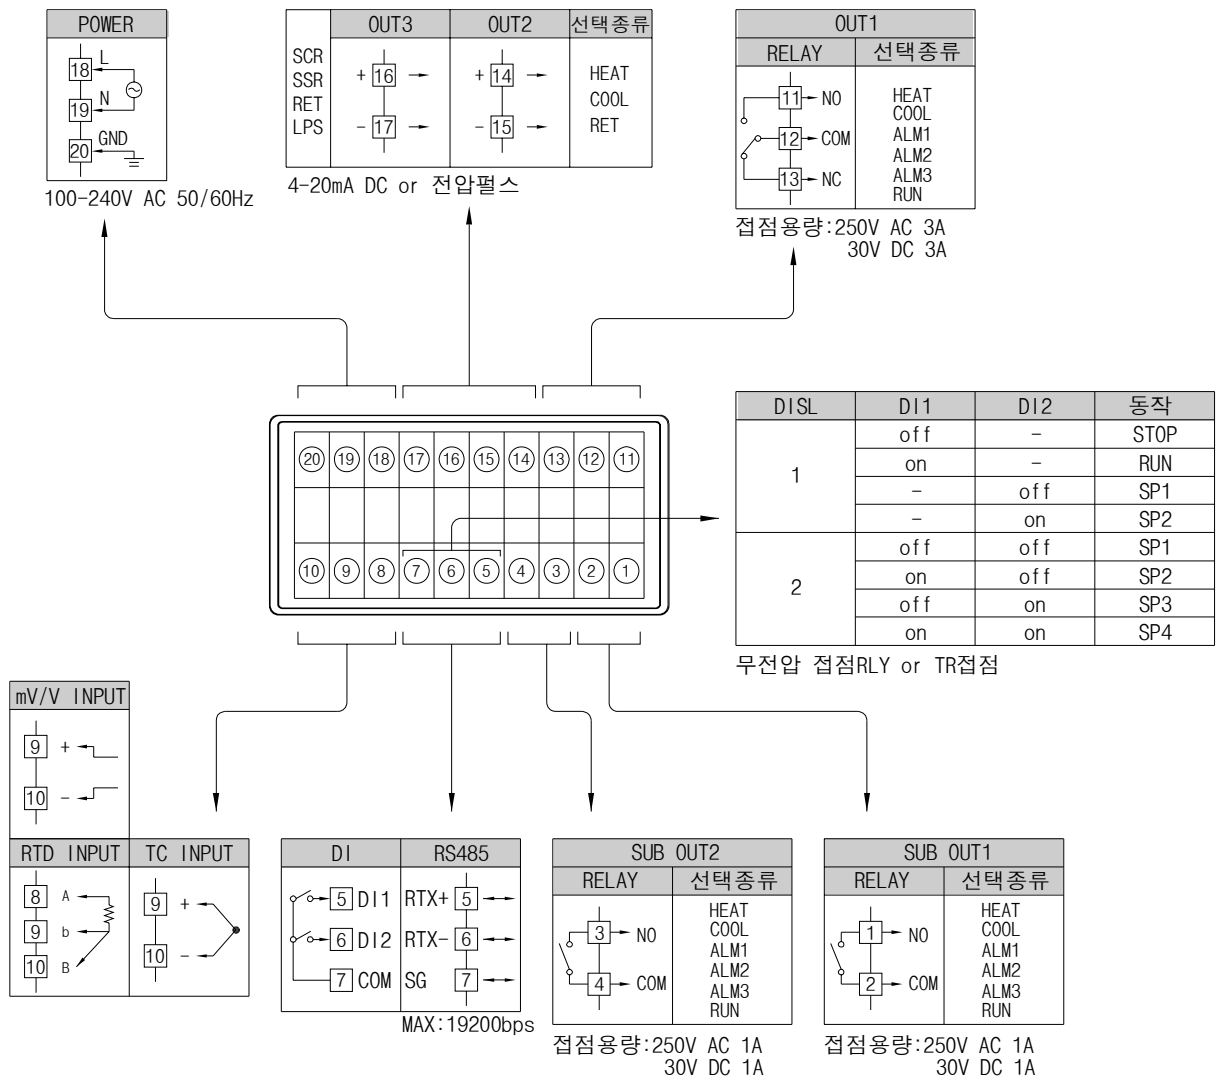 POWER
18 L
19 N
20 GND
100-240V AC 50/60Hz
OUT3 OUT2 선택종류
SCR
SSR
RET
LPS
+ 16 + 14
- 17 - 15
HEAT
COOL
RET
4-20mA DC or 전압펄스
OUT1
RELAY 선택종류
11 NO
12 COM
13 NC
HEAT
COOL
ALM1
ALM2
ALM3
RUN
접점용량:250V AC 3A
30V DC 3A
20 19 18 17 16 15 14 13 12 11
10 9 8 7 6 5 4 3 2 1
DISL DI1 DI2 동작
1 off - STOP
on - RUN
- off SP1
- on SP2
2 off off SP1
on off SP2
off on SP3
on on SP4
무전압 접점RLY or TR접점
mV/V INPUT
9 +
10 -
RTD INPUT
8 A
9 b
10 B
TC INPUT
9 +
10 -
DI RS485
5 DI1 RTX+ 5
6 DI2 RTX- 6
7 COM SG 7
MAX:19200bps
SUB OUT2
RELAY 선택종류
3 NO
4 COM
HEAT
COOL
ALM1
ALM2
ALM3
RUN
접점용량:250V AC 1A
30V DC 1A
SUB OUT1
RELAY 선택종류
1 NO
2 COM
HEAT
COOL
ALM1
ALM2
ALM3
RUN
접점용량:250V AC 1A
30V DC 1A